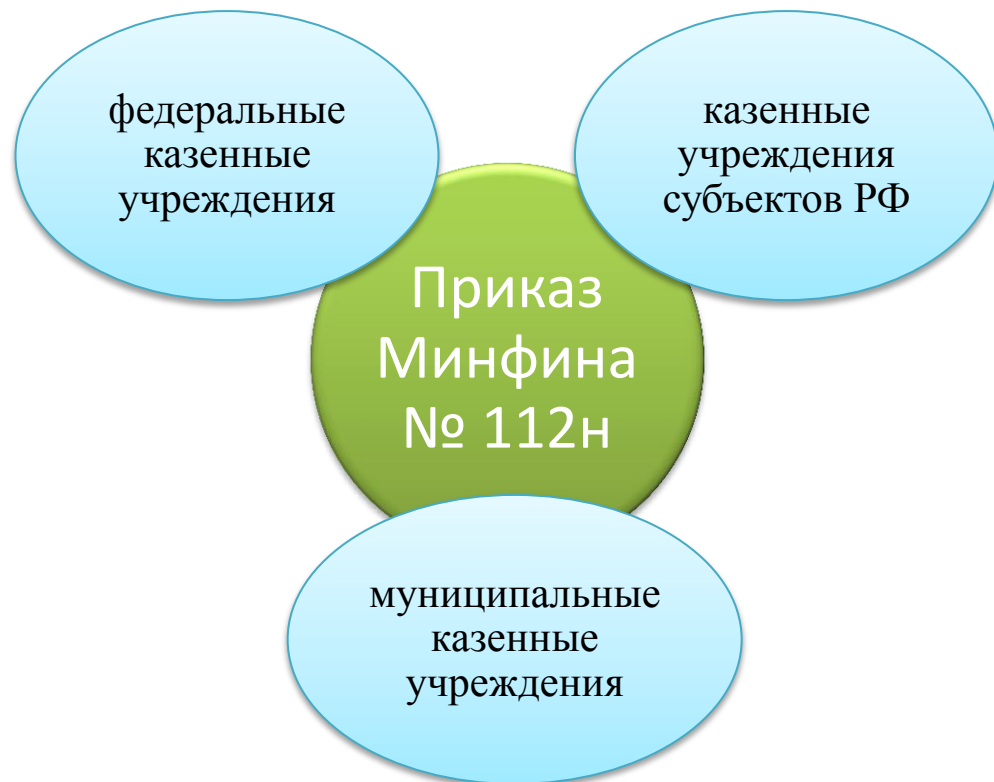 федеральные
казенные
учреждения
казенные
учреждения
субъектов РФ
Приказ
Минфина
№ 112н
муниципальные
казенные
учреждения